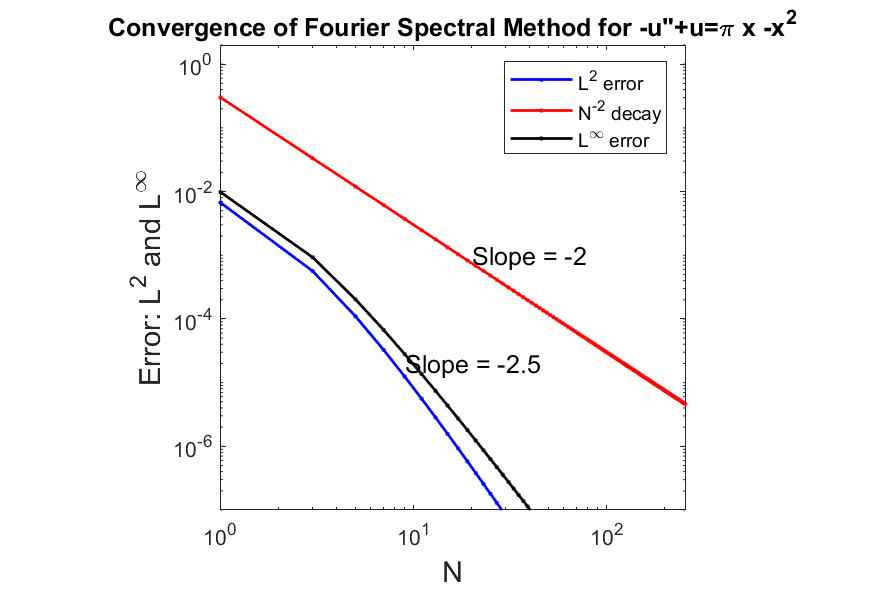 Convergence of Fourier Spectral Method for -u"+u=π x -x²
Error: L² and L∞
10⁰
10⁻²
10⁻⁴
10⁻⁶
L² error
N⁻² decay
L∞ error
Slope = -2
Slope = -2.5
10⁰
10¹
10²
N